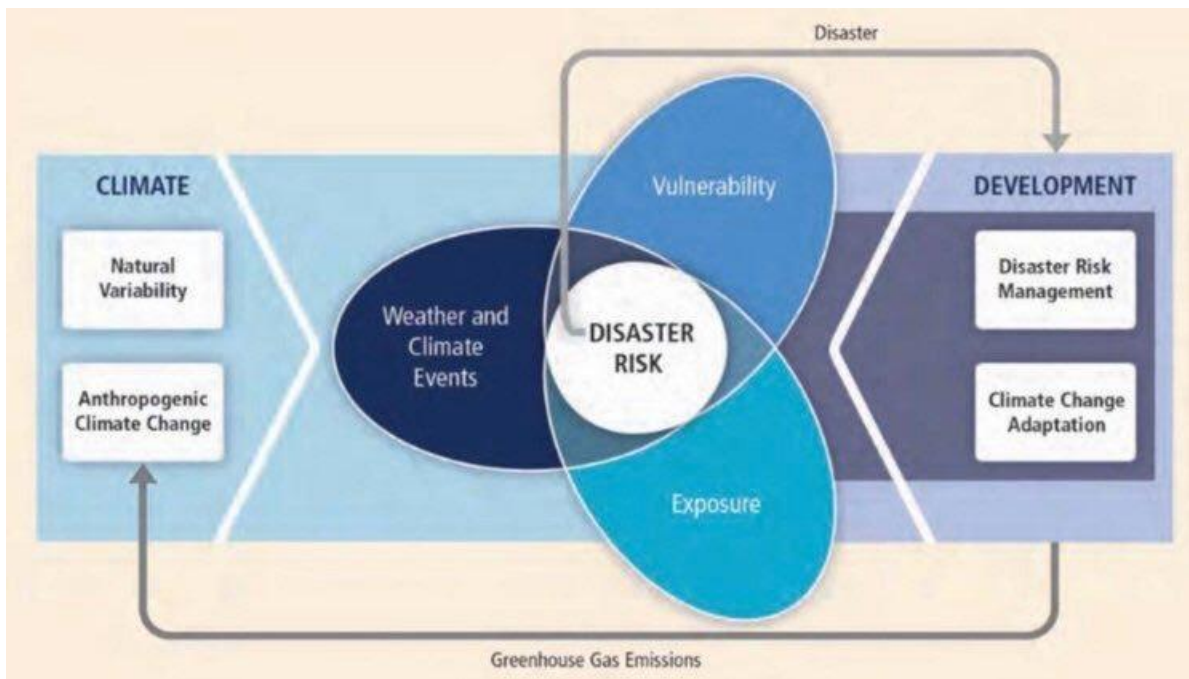 Disaster
CLIMATE
Natural
Variability
Anthropogenic
Climate Change
Weather and
Climate
Events
Vulnerability
DISASTER
RISK
Exposure
DEVELOPMENT
Disaster Risk
Management
Climate Change
Adaptation
Greenhouse Gas Emissions